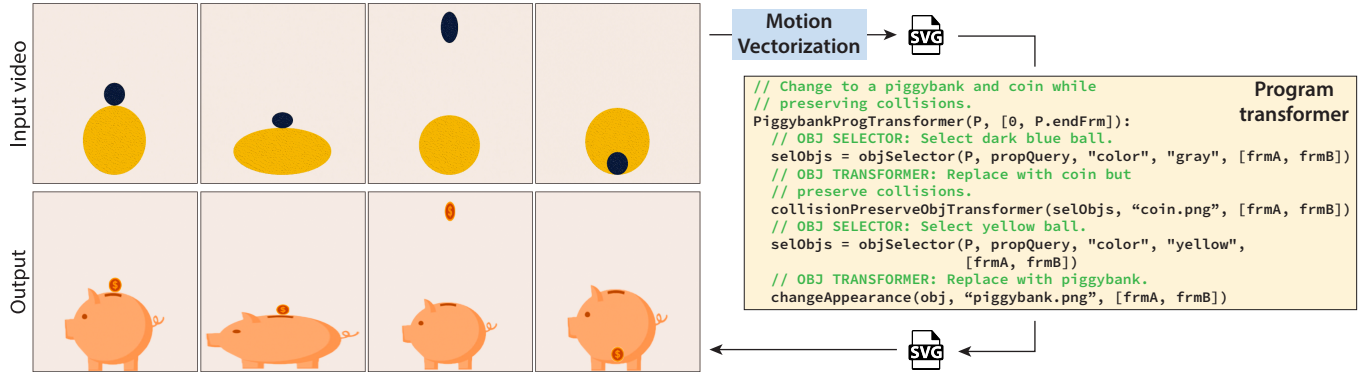 Input video
Output
Motion
Vectorization
SVG
Program
transformer
// Change to a piggybank and coin while
// preserving collisions.
PiggybankProgTransformer(P, [0, P.endFrm]):
// OBJ SELECTOR: Select dark blue ball.
selObjs = objSelector(P, propQuery, "color", "gray", [frmA, frmB])
// OBJ TRANSFORMER: Replace with coin but
// preserve collisions.
collisionPreserveObjTransformer(selObjs, “coin.png”, [frmA, frmB])
// OBJ SELECTOR: Select yellow ball.
selObjs = objSelector(P, propQuery, "color", "yellow",
[frmA, frmB])
// OBJ TRANSFORMER: Replace with piggybank.
changeAppearance(obj, “piggybank.png”, [frmA, frmB])
SVG
$
$
$
$